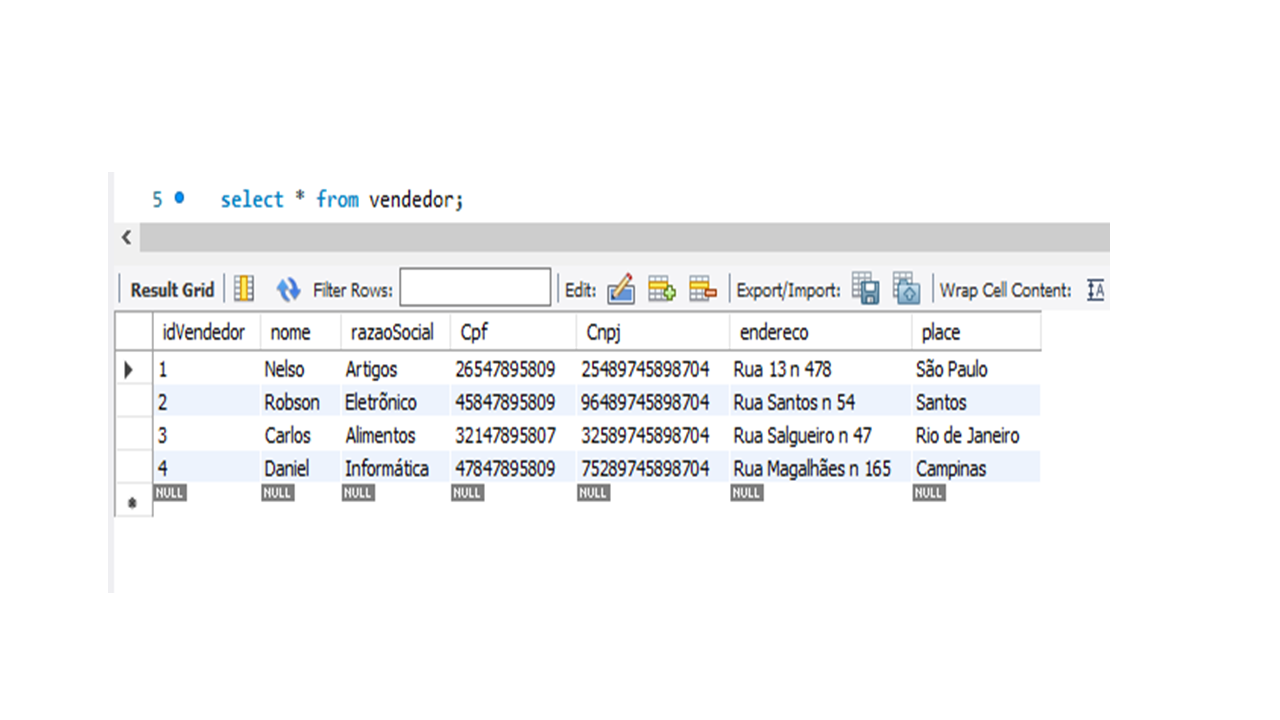 5 select * from vendedor;
Result Grid Filter Rows: Edit: Export/Import: Wrap Cell Content:
idVendedor nome razaoSocial Cpf Cnpj endereco place
1 Nelso Artigos 26547895809 25489745898704 Rua 13 n 478 São Paulo
2 Robson Eletrõnico 45847895809 96489745898704 Rua Santos n 54 Santos
3 Carlos Alimentos 32147895807 32589745898704 Rua Salgueiro n 47 Rio de Janeiro
4 Daniel Informática 47847895809 75289745898704 Rua Magalhães n 165 Campinas
NULL NULL NULL NULL NULL NULL NULL